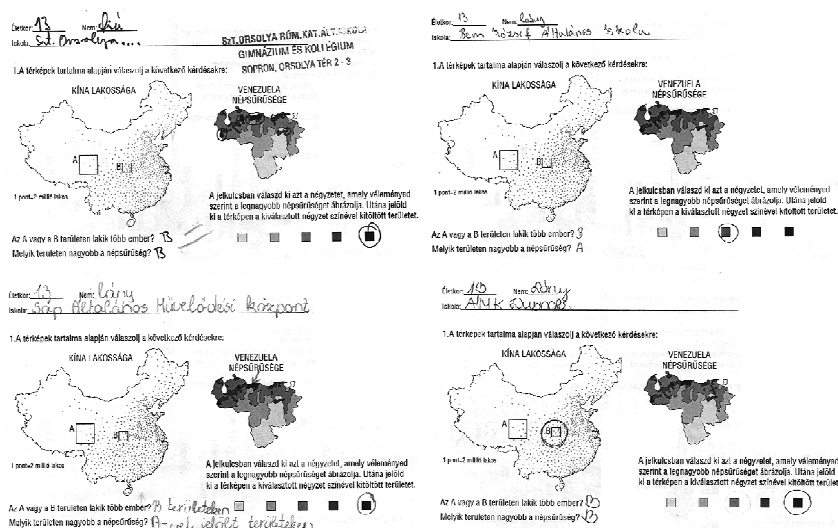 Életkor: 13 Nem: fiú
Iskola: Szt. Orsolya....
SZT. ORSOLYA RÓM. KAT. ÁLT. ISKOLA
GIMNÁZIUM ÉS KOLLÉGIUM
SOPRON, ORSOLYA TÉR 2 - 3
1.A térképek tartalma alapján válaszolj a következő kérdésekre:
KÍNA LAKOSSÁGA
VENEZUELA
NÉPSŰRŰSÉGE
A
B
1 pont=2 millió lakos
A jelkulcsban válaszd ki azt a négyzetet, amely véleményed
szerint a legnagyobb népsűrűséget ábrázolja. Utána jelöld
ki a térképen a kiválasztott négyzet színével kitöltött területet.
Az A vagy a B területen lakik több ember? B
Melyik területen nagyobb a népsűrűség? B
Életkor: 13 Nem: lány
Iskola: Bem József Általános Iskola
1.A térképek tartalma alapján válaszolj a következő kérdésekre:
KÍNA LAKOSSÁGA
VENEZUELA
NÉPSŰRŰSÉGE
A
B
1 pont=2 millió lakos
A jelkulcsban válaszd ki azt a négyzetet, amely véleményed
szerint a legnagyobb népsűrűséget ábrázolja. Utána jelöld
ki a térképen a kiválasztott négyzet színével kitöltött területet.
Az A vagy a B területen lakik több ember? B
Melyik területen nagyobb a népsűrűség? A
Életkor: 13 Nem: lány
Iskola: Sáp Általános Művelődési Központ
1.A térképek tartalma alapján válaszolj a következő kérdésekre:
KÍNA LAKOSSÁGA
VENEZUELA
NÉPSŰRŰSÉGE
A
B
1 pont=2 millió lakos
A jelkulcsban válaszd ki azt a négyzetet, amely véleményed
szerint a legnagyobb népsűrűséget ábrázolja. Utána jelöld
ki a térképen a kiválasztott négyzet színével kitöltött területet.
Az A vagy a B területen lakik több ember? B területeken
Melyik területen nagyobb a népsűrűség? A- jelölt területeken
Életkor: 13 Nem: lány
Iskola: ÁMK
1.A térképek tartalma alapján válaszolj a következő kérdésekre:
KÍNA LAKOSSÁGA
VENEZUELA
NÉPSŰRŰSÉGE
A
B
1 pont=2 millió lakos
A jelkulcsban válaszd ki azt a négyzetet, amely véleményed
szerint a legnagyobb népsűrűséget ábrázolja. Utána jelöld
ki a térképen a kiválasztott négyzet színével kitöltött területet.
Az A vagy a B területen lakik több ember? B
Melyik területen nagyobb a népsűrűség? B